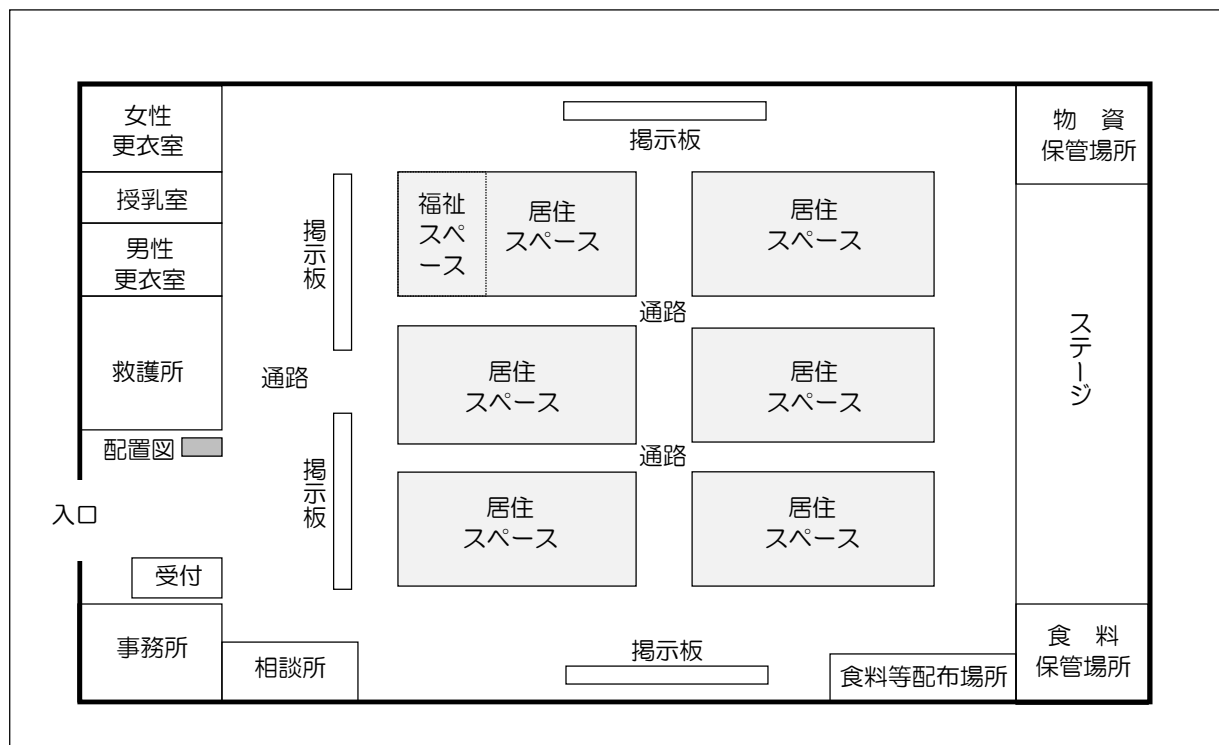 女性
更衣室
授乳室
男性
更衣室
救護所
配置図
入口
受付
事務所
相談所
掲示板
通路
掲示板
掲示板
福祉
スペ
ース
居住
スペース
居住
スペース
通路
居住
スペース
居住
スペース
通路
居住
スペース
居住
スペース
掲示板
食料等配布場所
物　資
保管場所
ステージ
食　料
保管場所